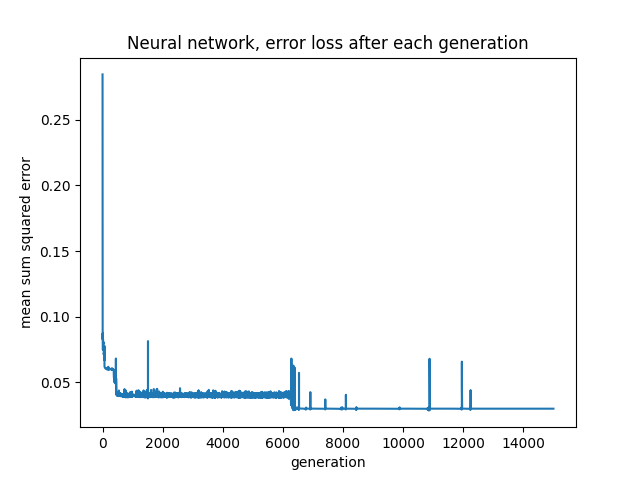 Neural network, error loss after each generation
mean sum squared error
0.25
0.20
0.15
0.10
0.05
0 2000 4000 6000 8000 10000 12000 14000
generation